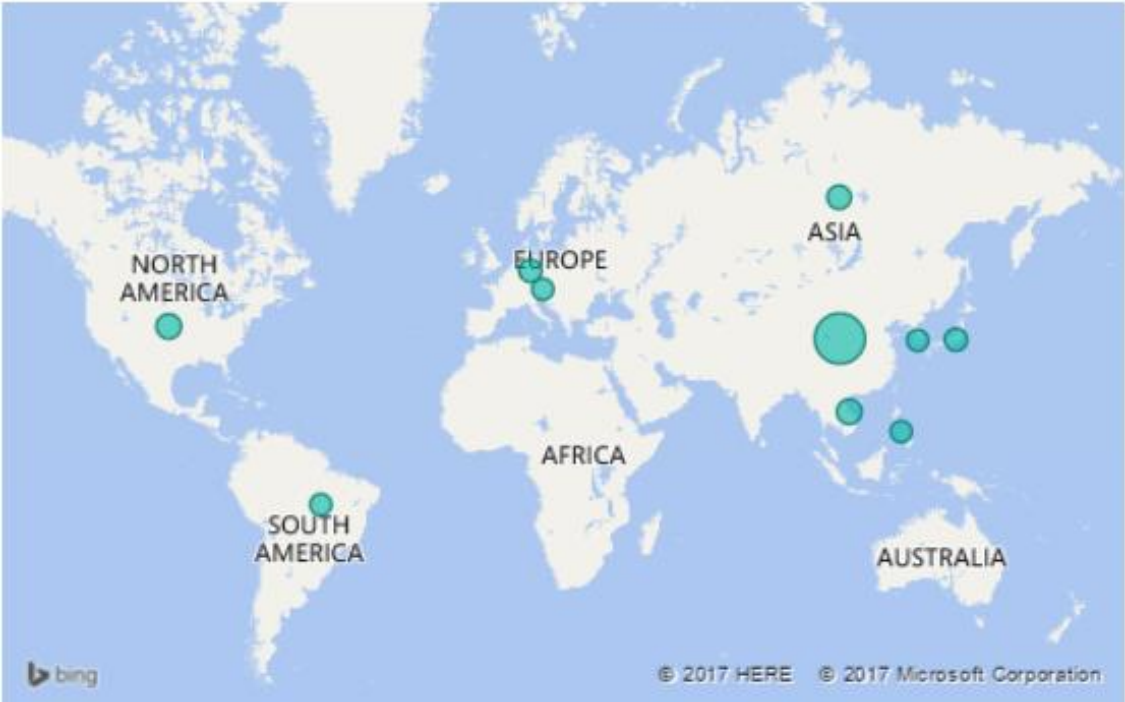 ASIA
EUROPE
NORTH
AMERICA
AFRICA
SOUTH
AMERICA
AUSTRALIA
bing
© 2017 HERE © 2017 Microsoft Corporation